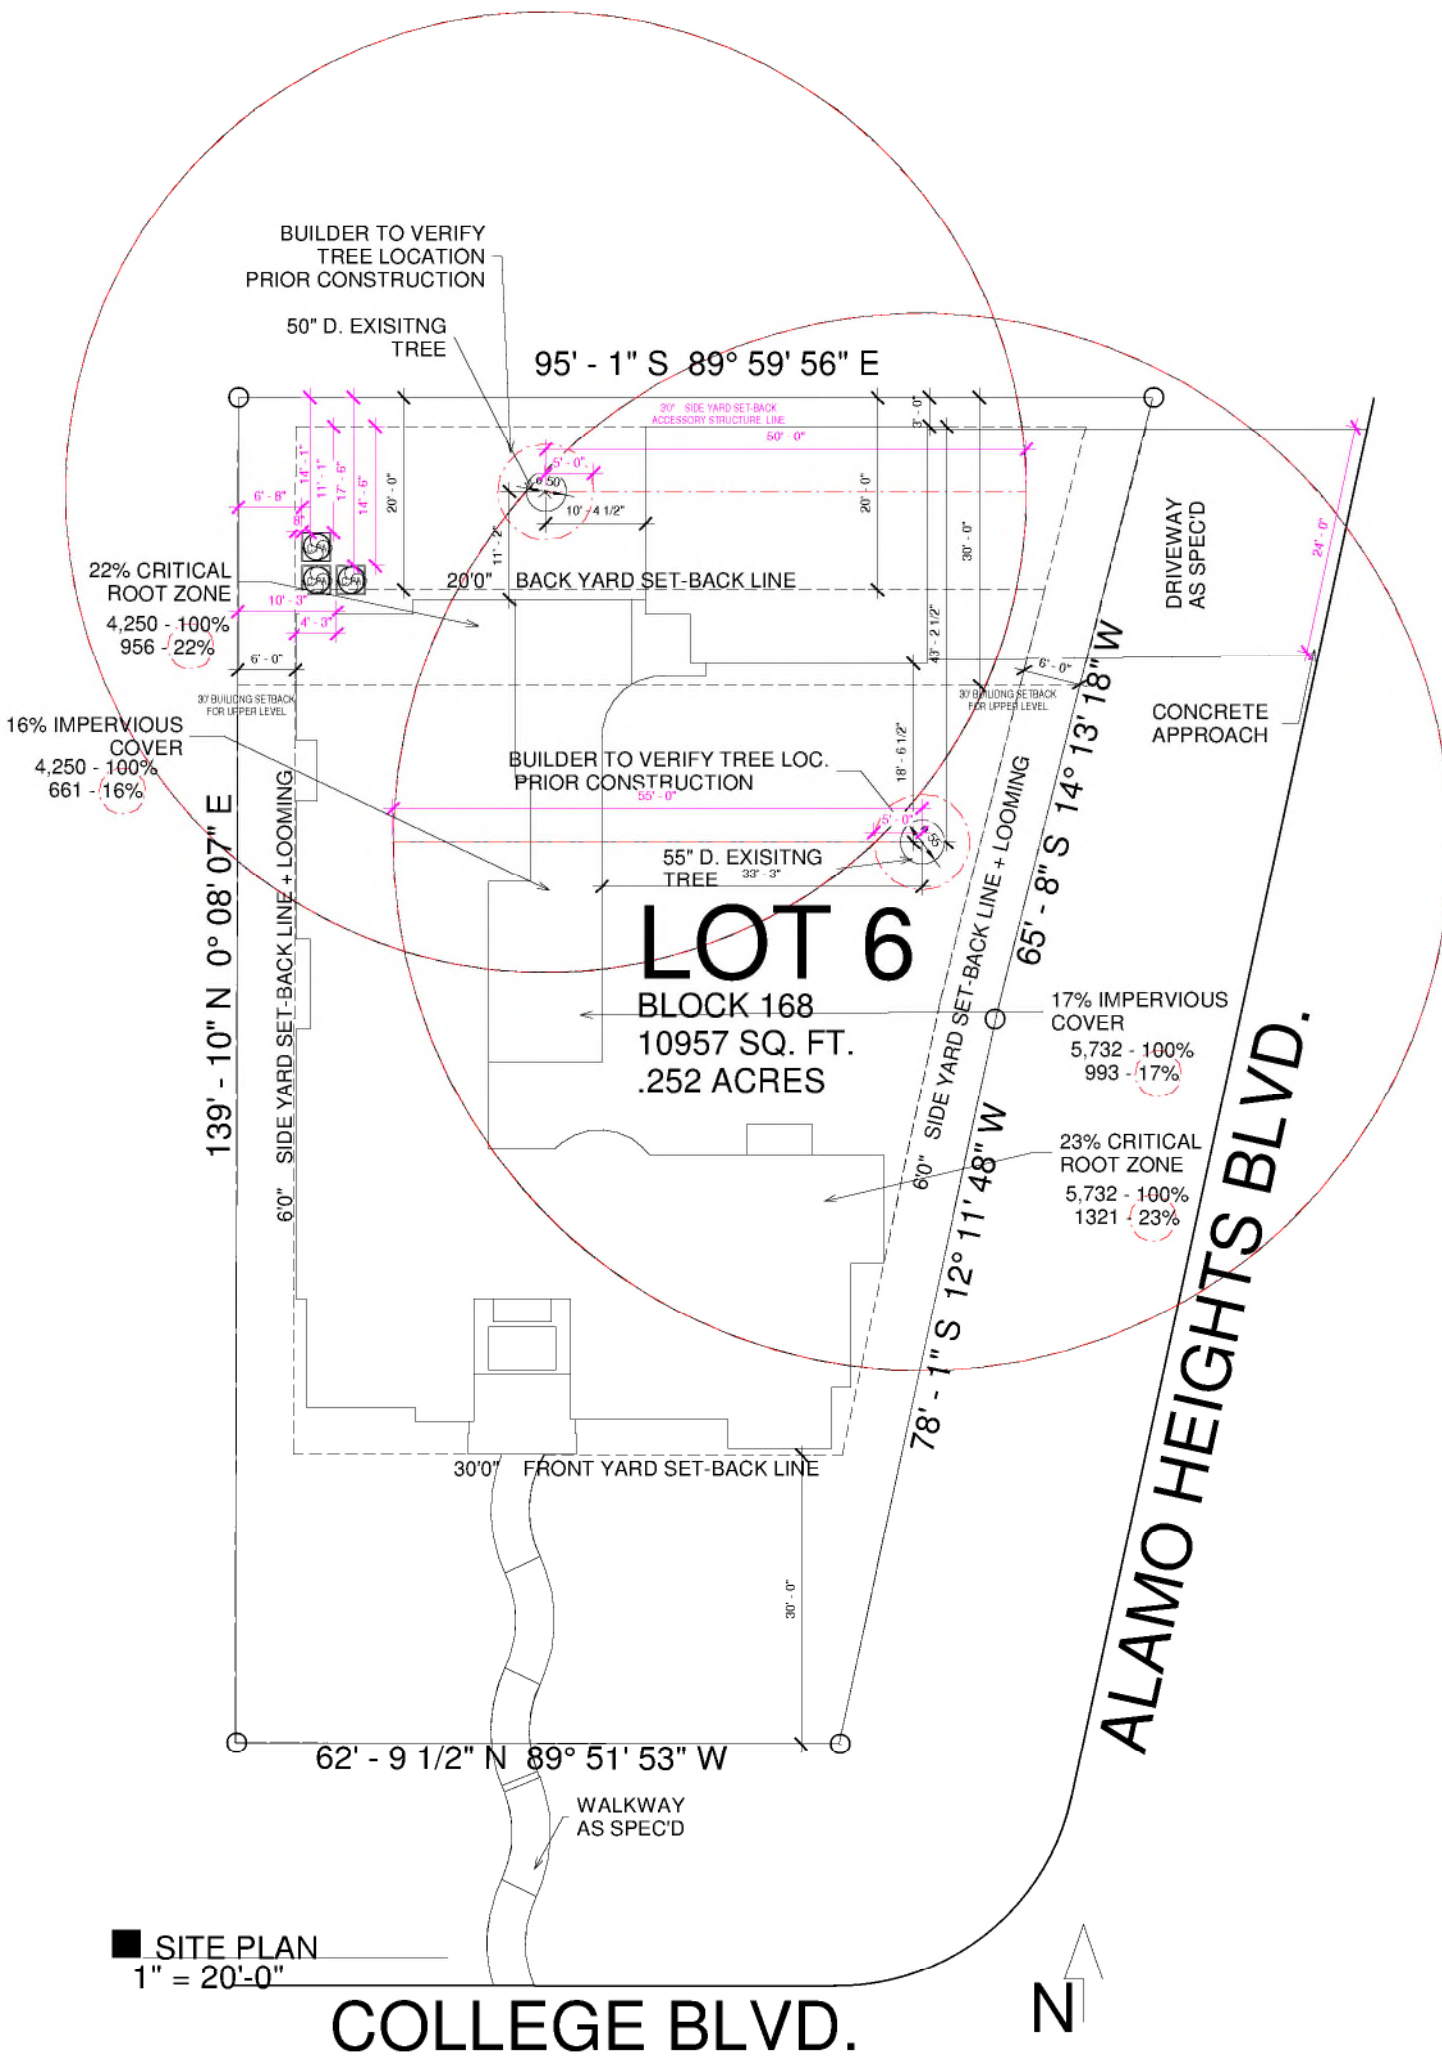 BUILDER TO VERIFY
TREE LOCATION
PRIOR CONSTRUCTION
50" D. EXISITNG
TREE
95' - 1" S 89° 59' 56" E
30" SIDE YARD SET-BACK
ACCESSORY STRUCTURE LINE
50' - 0"
3' - 0"
5' - 0"
50"
10' - 4 1/2"
11' - 2"
14' - 1"
11' - 1"
17' - 6"
14' - 6"
20' - 0"
6' - 8"
8"
20' - 0"
30' - 0"
24' - 0"
DRIVEWAY
AS SPEC'D
22% CRITICAL
ROOT ZONE
4,250 - 100%
956 - 22%
10' - 3"
4' - 3"
6' - 0"
20'0" BACK YARD SET-BACK LINE
43' - 2 1/2"
6' - 0"
30' BUILIDNG SETBACK
FOR UPPER LEVEL
30' BUILIDNG SETBACK
FOR UPPER LEVEL
CONCRETE
APPROACH
16% IMPERVIOUS
COVER
4,250 - 100%
661 - 16%
18' - 6 1/2"
BUILDER TO VERIFY TREE LOC.
PRIOR CONSTRUCTION
55' - 0"
5' - 0"
55"
55" D. EXISITNG
TREE
33' - 3"
65' - 8" S 14° 13' 18" W
139' - 10" N 0° 08' 07" E
6'0" SIDE YARD SET-BACK LINE + LOOMING
6'0" SIDE YARD SET-BACK LINE + LOOMING
LOT 6
BLOCK 168
10957 SQ. FT.
.252 ACRES
17% IMPERVIOUS
COVER
5,732 - 100%
993 - 17%
23% CRITICAL
ROOT ZONE
5,732 - 100%
1321 - 23%
78' - 1" S 12° 11' 48" W
ALAMO HEIGHTS BLVD.
30'0" FRONT YARD SET-BACK LINE
30' - 0"
62' - 9 1/2" N 89° 51' 53" W
WALKWAY
AS SPEC'D
SITE PLAN
1" = 20'-0"
COLLEGE BLVD.
N